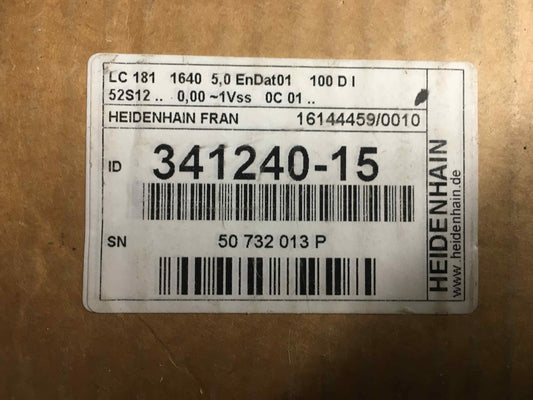 LC 181 1640 5,0 EnDat01 100 D I
52S12 .. 0,00 ~1Vss 0C 01 ..
HEIDENHAIN FRAN 16144459/0010
ID 341240-15
SN 50 732 013 P
HEIDENHAIN
www.heidenhain.de